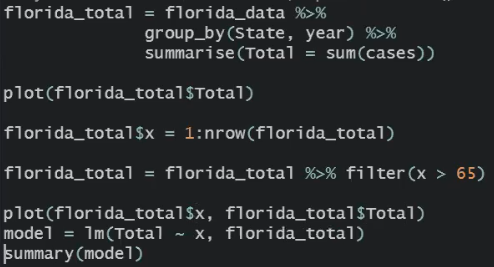 florida_total = florida_data %>%
group_by(State, year) %>%
summarise(Total = sum(cases))
plot(florida_total$Total)
florida_total$x = 1:nrow(florida_total)
florida_total = florida_total %>% filter(x > 65)
plot(florida_total$x, florida_total$Total)
model = lm(Total ~ x, florida_total)
summary(model)